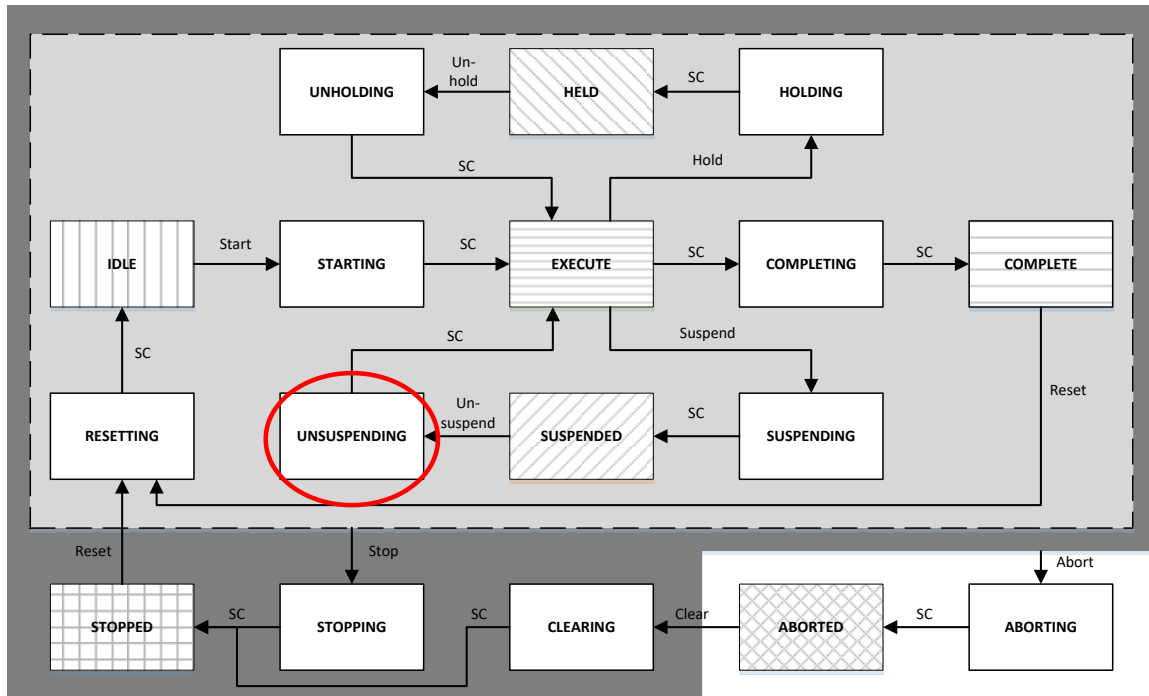 Un-
hold
SC
UNHOLDING
HELD
HOLDING
SC
Hold
Start
SC
SC
SC
IDLE
STARTING
EXECUTE
COMPLETING
COMPLETE
SC
SC
Suspend
Reset
Un-
suspend
SC
RESETTING
UNSUSPENDING
SUSPENDED
SUSPENDING
Reset
Stop
Abort
SC
SC
Clear
SC
STOPPED
STOPPING
CLEARING
ABORTED
ABORTING